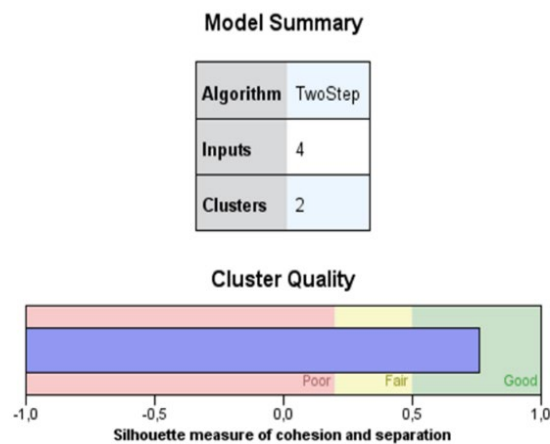 Model Summary
Algorithm TwoStep
Inputs 4
Clusters 2
Cluster Quality
Poor Fair Good
-1,0 -0,5 0,0 0,5 1,0
Silhouette measure of cohesion and separation